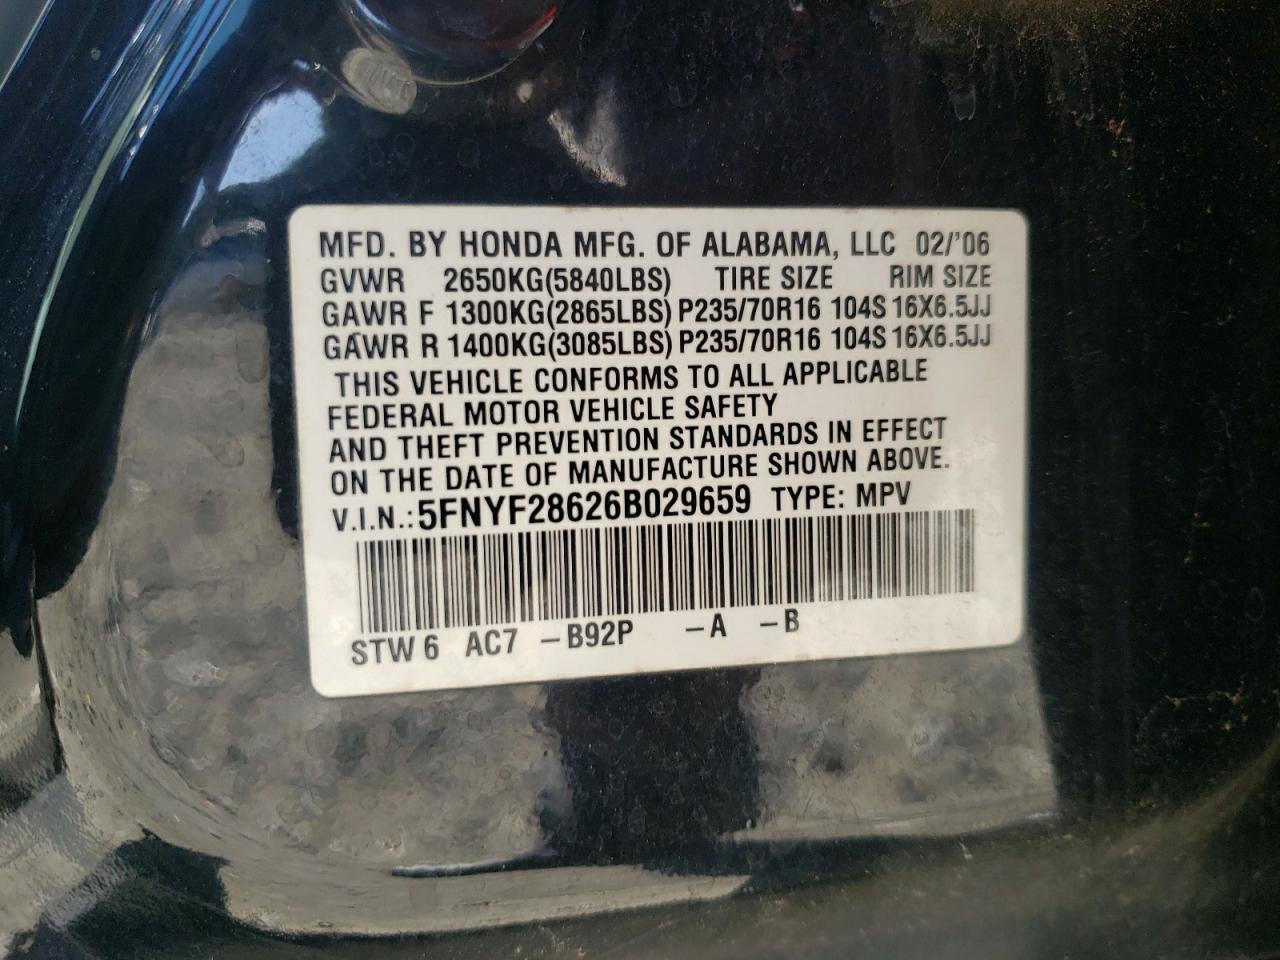 MFD. BY HONDA MFG. OF ALABAMA, LLC 02/'06
GVWR 2650KG(5840LBS) TIRE SIZE RIM SIZE
GAWR F 1300KG(2865LBS) P235/70R16 104S 16X6.5JJ
GAWR R 1400KG(3085LBS) P235/70R16 104S 16X6.5JJ
THIS VEHICLE CONFORMS TO ALL APPLICABLE
FEDERAL MOTOR VEHICLE SAFETY
AND THEFT PREVENTION STANDARDS IN EFFECT
ON THE DATE OF MANUFACTURE SHOWN ABOVE.
V.I.N.: 5FNYF28626B029659 TYPE: MPV
STW 6 AC7 –B92P –A –B